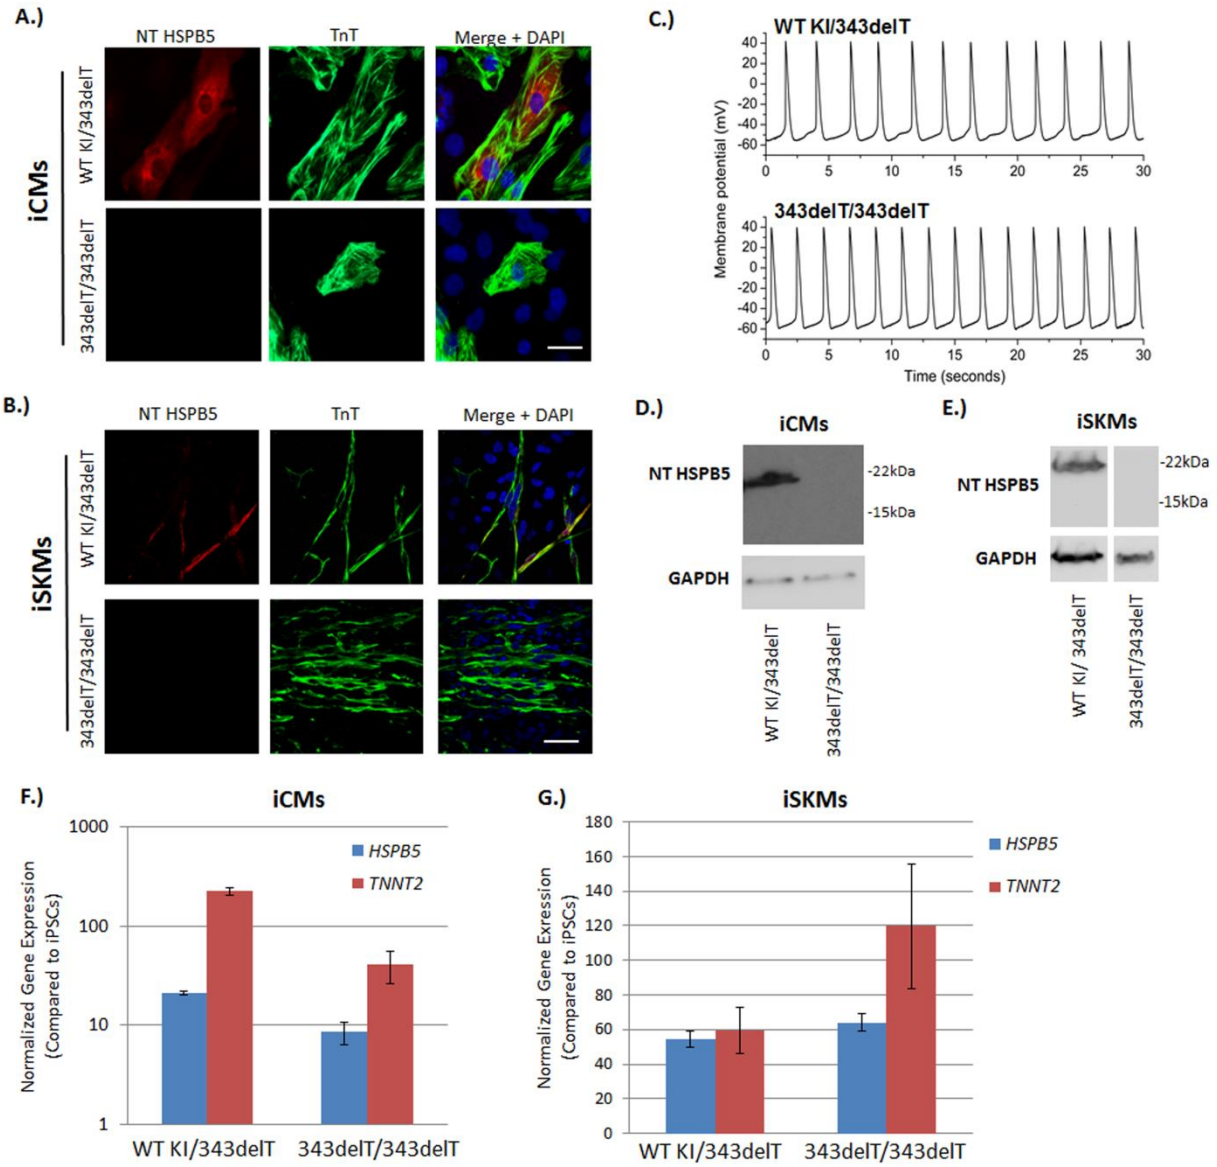 A.)
NT HSPB5 TnT Merge + DAPI
iCMs
WT KI/343delT
343delT/343delT
B.)
NT HSPB5 TnT Merge + DAPI
iSKMs
WT KI/343delT
343delT/343delT
C.)
WT KI/343delT
40
20
0
-20
-40
-60
0 5 10 15 20 25 30
Membrane potential (mV)
343delT/343delT
40
20
0
-20
-40
-60
0 5 10 15 20 25 30
Time (seconds)
D.)
iCMs
NT HSPB5
-22kDa
-15kDa
GAPDH
WT KI/343delT
343delT/343delT
E.)
iSKMs
NT HSPB5
-22kDa
-15kDa
GAPDH
WT KI/ 343delT
343delT/343delT
F.)
iCMs
Normalized Gene Expression
(Compared to iPSCs)
1000
100
10
1
HSPB5
TNNT2
WT KI/343delT 343delT/343delT
G.)
iSKMs
Normalized Gene Exression
(Compared to iPSCs)
180
160
140
120
100
80
60
40
20
0
HSPB5
TNNT2
WT KI/343delT 343delT/343delT